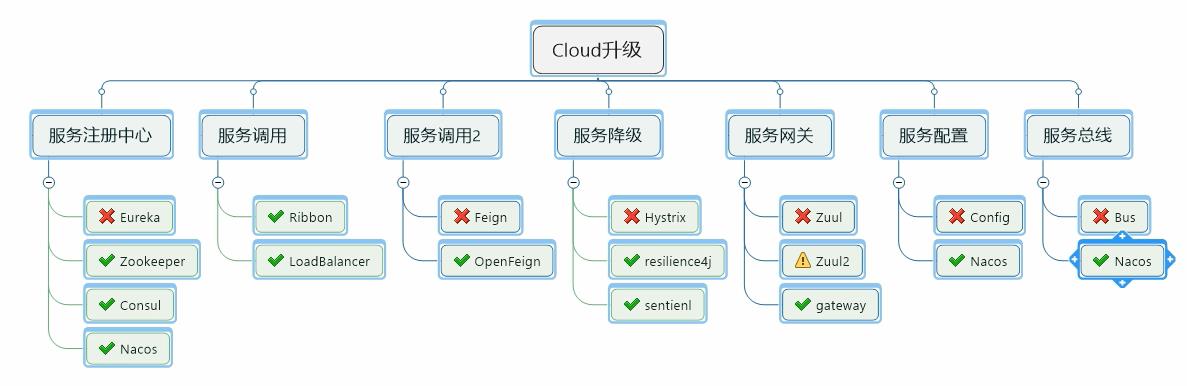 Cloud升级
服务注册中心
服务调用
服务调用2
服务降级
服务网关
服务配置
服务总线
Eureka
Zookeeper
Consul
Nacos
Ribbon
LoadBalancer
Feign
OpenFeign
Hystrix
resilience4j
sentienl
Zuul
Zuul2
gateway
Config
Nacos
Bus
Nacos